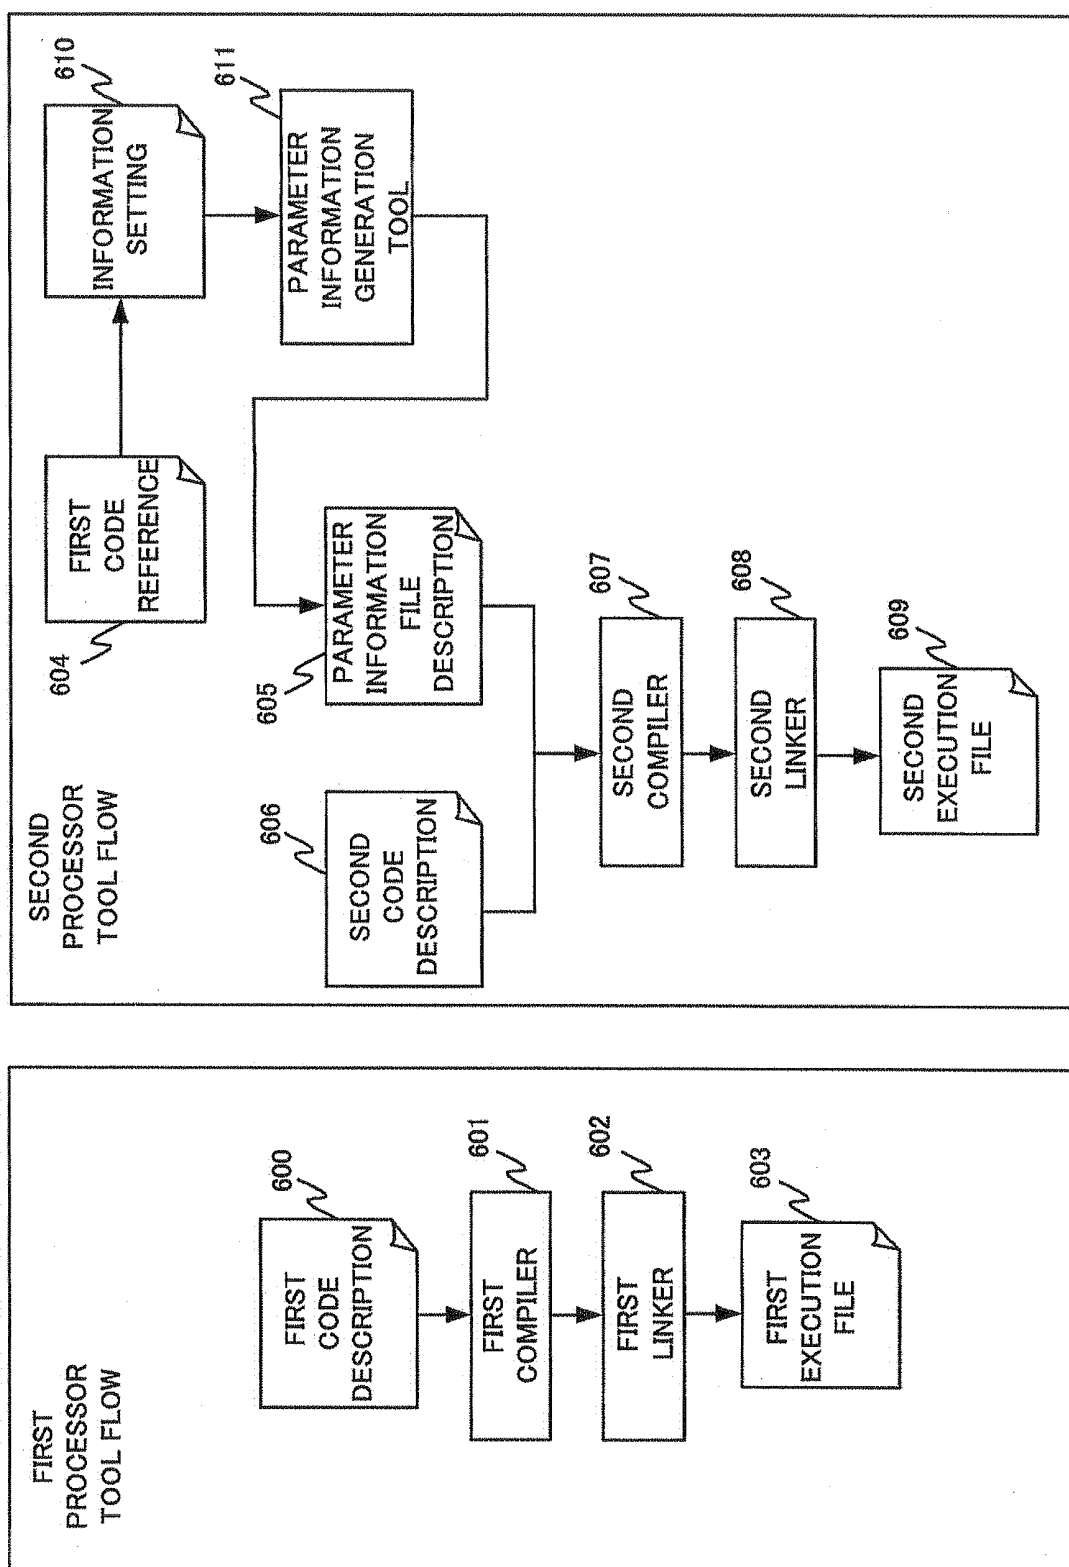 FIRST
PROCESSOR
TOOL FLOW
600
FIRST
CODE
DESCRIPTION
601
FIRST
COMPILER
602
FIRST
LINKER
603
FIRST
EXECUTION
FILE
SECOND
PROCESSOR
TOOL FLOW
604
FIRST
CODE
REFERENCE
610
INFORMATION
SETTING
611
PARAMETER
INFORMATION
GENERATION
TOOL
606
SECOND
CODE
DESCRIPTION
605
PARAMETER
INFORMATION
FILE
DESCRIPTION
607
SECOND
COMPILER
608
SECOND
LINKER
609
SECOND
EXECUTION
FILE